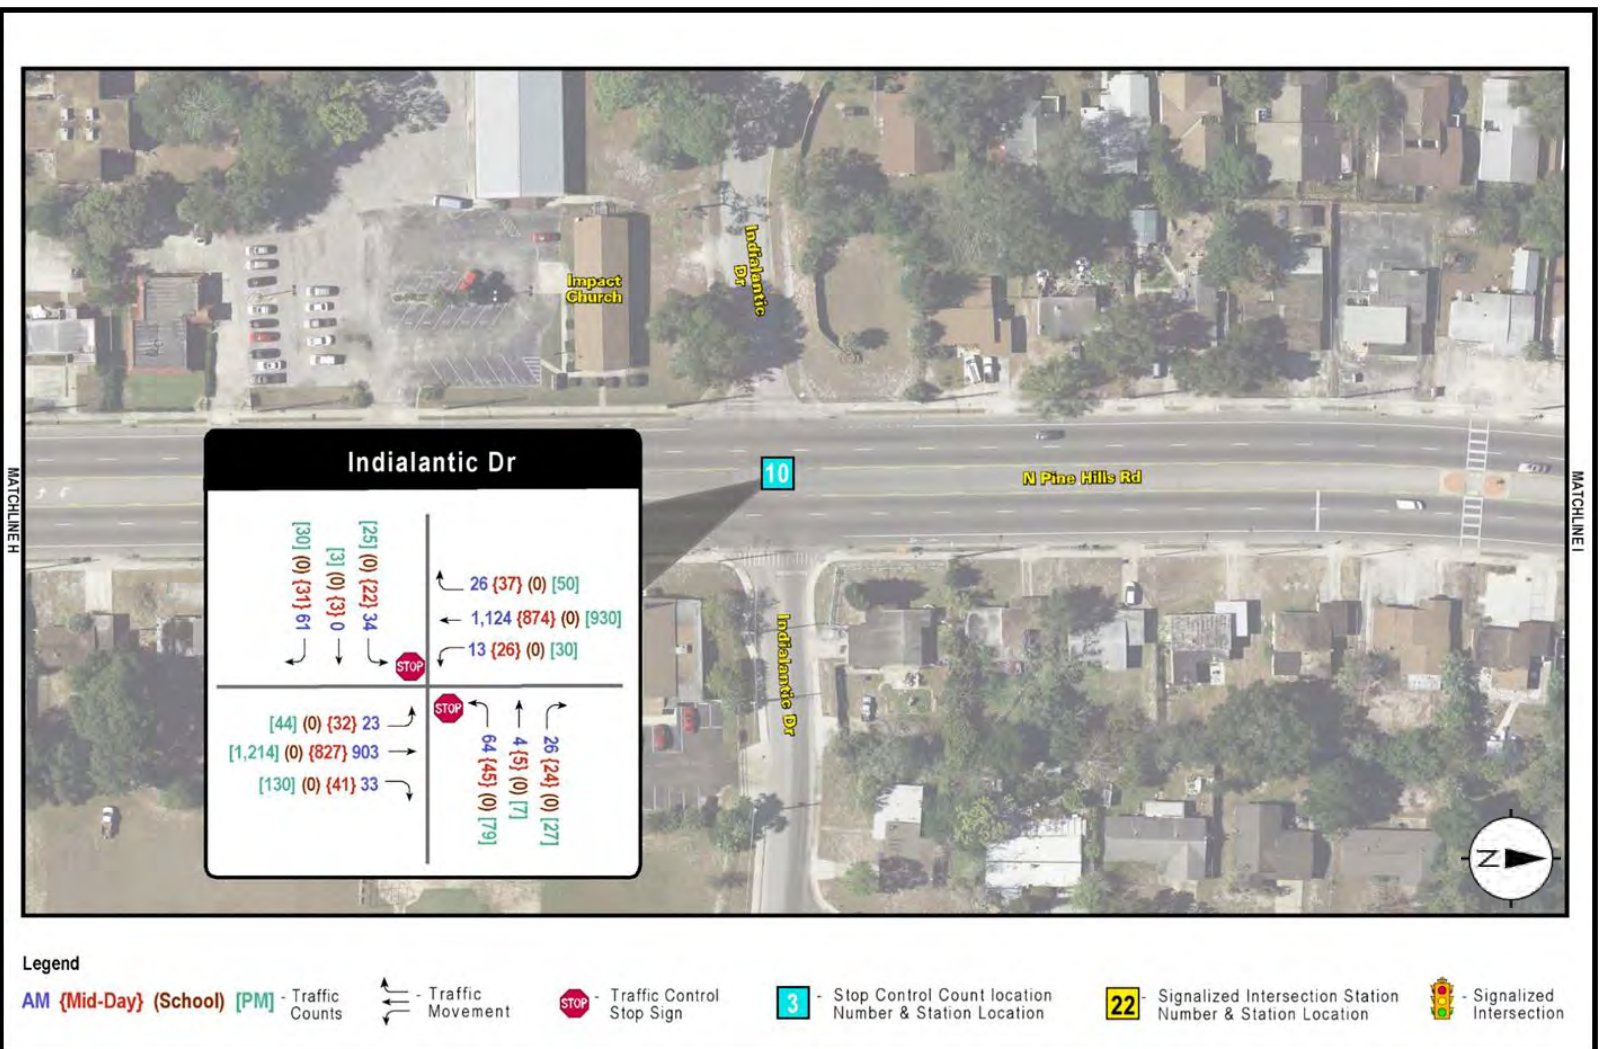 Indialantic
Dr
Impact
Church
MATCHLINE H
10
N Pine Hills Rd
MATCHLINE I
Indialantic Dr
[30] (0) {31} 61
[3] (0) {3} 0
[25] (0) {22} 34
STOP
26 {37} (0) [50]
1,124 {874} (0) [930]
13 {26} (0) [30]
[44] (0) {32} 23
[1,214] (0) {827} 903
[130] (0) {41} 33
STOP
64 {45} (0) [79]
4 {5} (0) [7]
26 {24} (0) [27]
Indialantic Dr
N
Legend
AM {Mid-Day} (School) [PM] - Traffic
Counts
- Traffic
Movement
STOP - Traffic Control
Stop Sign
3 - Stop Control Count location
Number & Station Location
22 - Signalized Intersection Station
Number & Station Location
- Signalized
Intersection